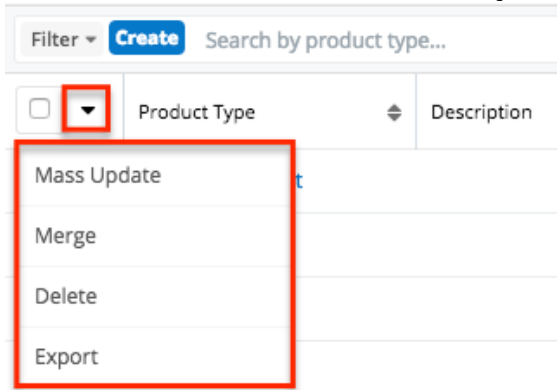 Filter Create Search by product type...
Product Type Description
Mass Update t
Merge
Delete
Export